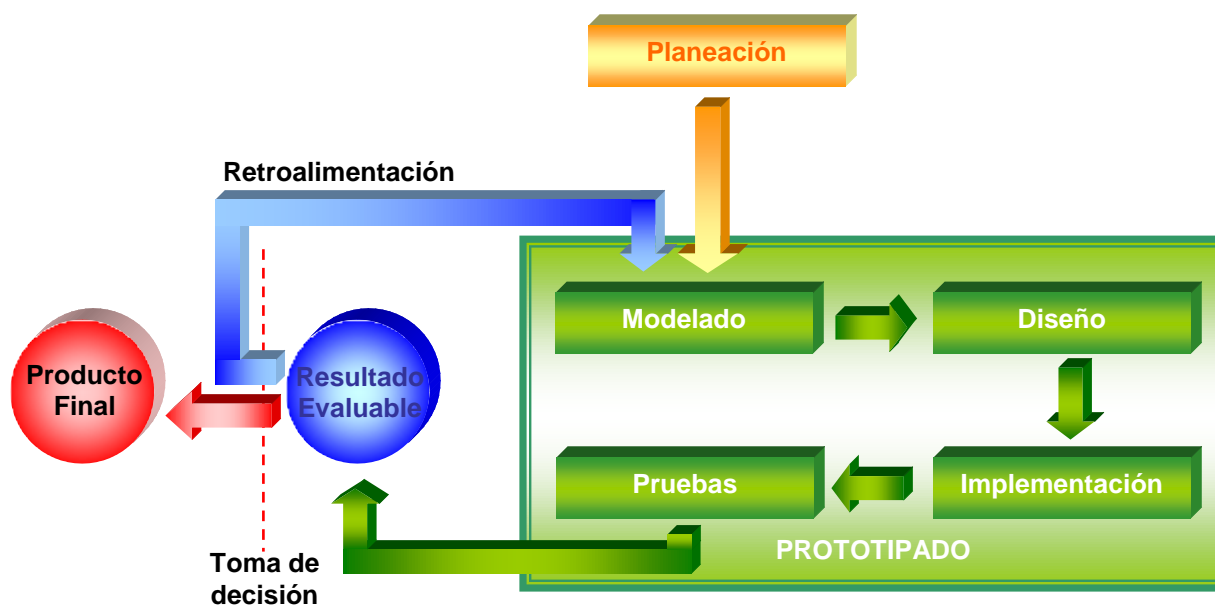 Planeación
Retroalimentación
Modelado
Diseño
Producto
Final
Resultado
Evaluable
Pruebas
Implementación
PROTOTIPADO
Toma de
decisión